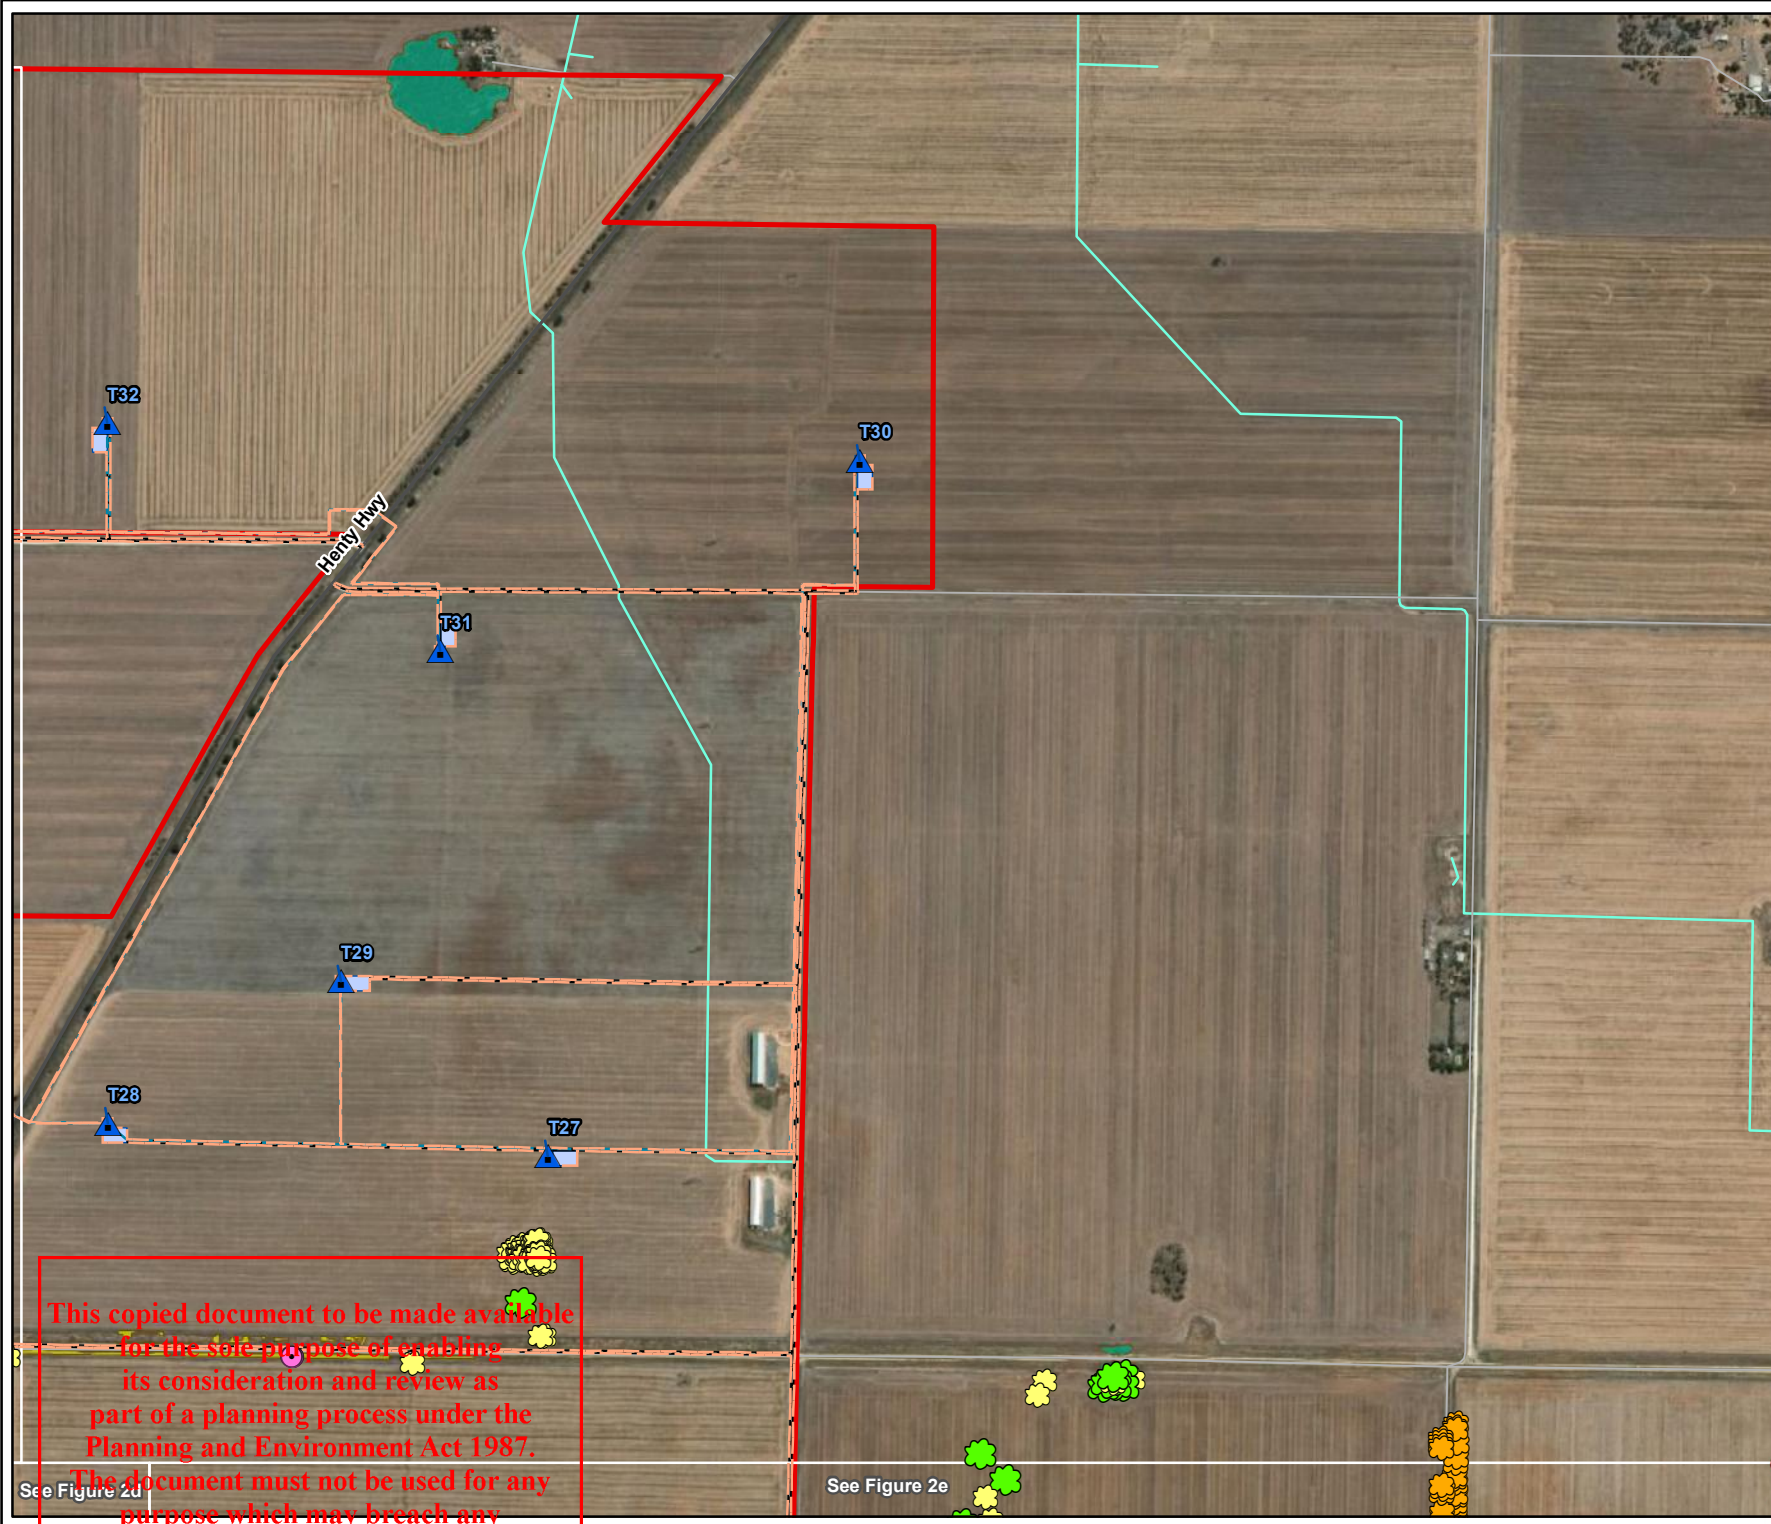 T32
T30
Henty Hwy
T31
T29
T28
T27
This copied document to be made available
for the sole purpose of enabling
its consideration and review as
part of a planning process under the
Planning and Environment Act 1987.
The document must not be used for any
purpose which may breach any
See Figure 2d
See Figure 2e